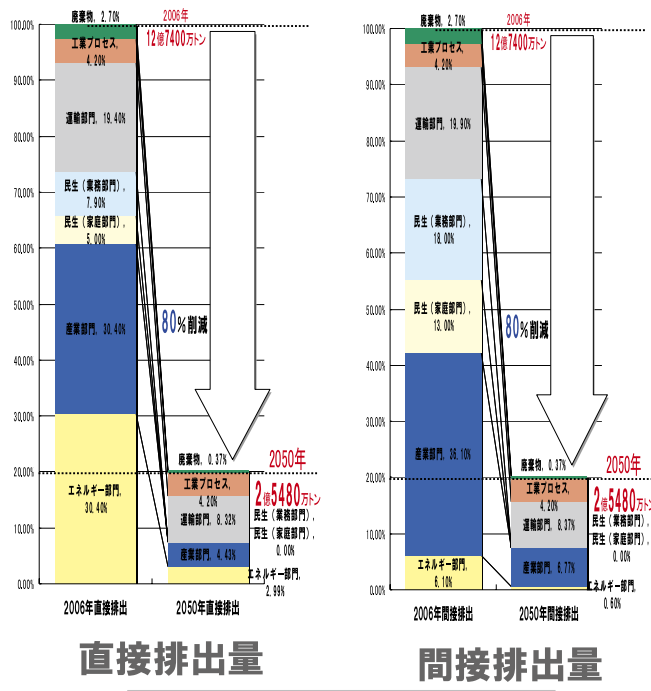 廃棄物, 2.70%
2006年
12億7400万トン
100.00%
90.00%
80.00%
70.00%
60.00%
50.00%
40.00%
30.00%
20.00%
10.00%
0.00%
工業プロセス,
4.20%
運輸部門, 19.40%
民生（業務部門）,
7.90%
民生（家庭部門）,
5.00%
産業部門, 30.40%
エネルギー部門,
30.40%
80%削減
廃棄物, 0.37%
2050年
2億5480万トン
工業プロセス,
4.20%
運輸部門, 8.32%
民生（業務部門）,
民生（家庭部門）,
0.00%
産業部門, 4.43%
エネルギー部門,
2.99%
2006年直接排出
2050年直接排出
直接排出量
廃棄物, 2.70%
2006年
12億7400万トン
100.00%
90.00%
80.00%
70.00%
60.00%
50.00%
40.00%
30.00%
20.00%
10.00%
0.00%
工業プロセス,
4.20%
運輸部門, 19.90%
民生（業務部門）,
18.00%
民生（家庭部門）,
13.00%
産業部門, 36.10%
エネルギー部門,
6.10%
80%削減
廃棄物, 0.37%
2050年
2億5480万トン
工業プロセス,
4.20%
運輸部門, 8.37%
民生（業務部門）,
民生（家庭部門）,
0.00%
産業部門, 6.77%
エネルギー部門,
0.60%
2006年間接排出
2050年間接排出
間接排出量